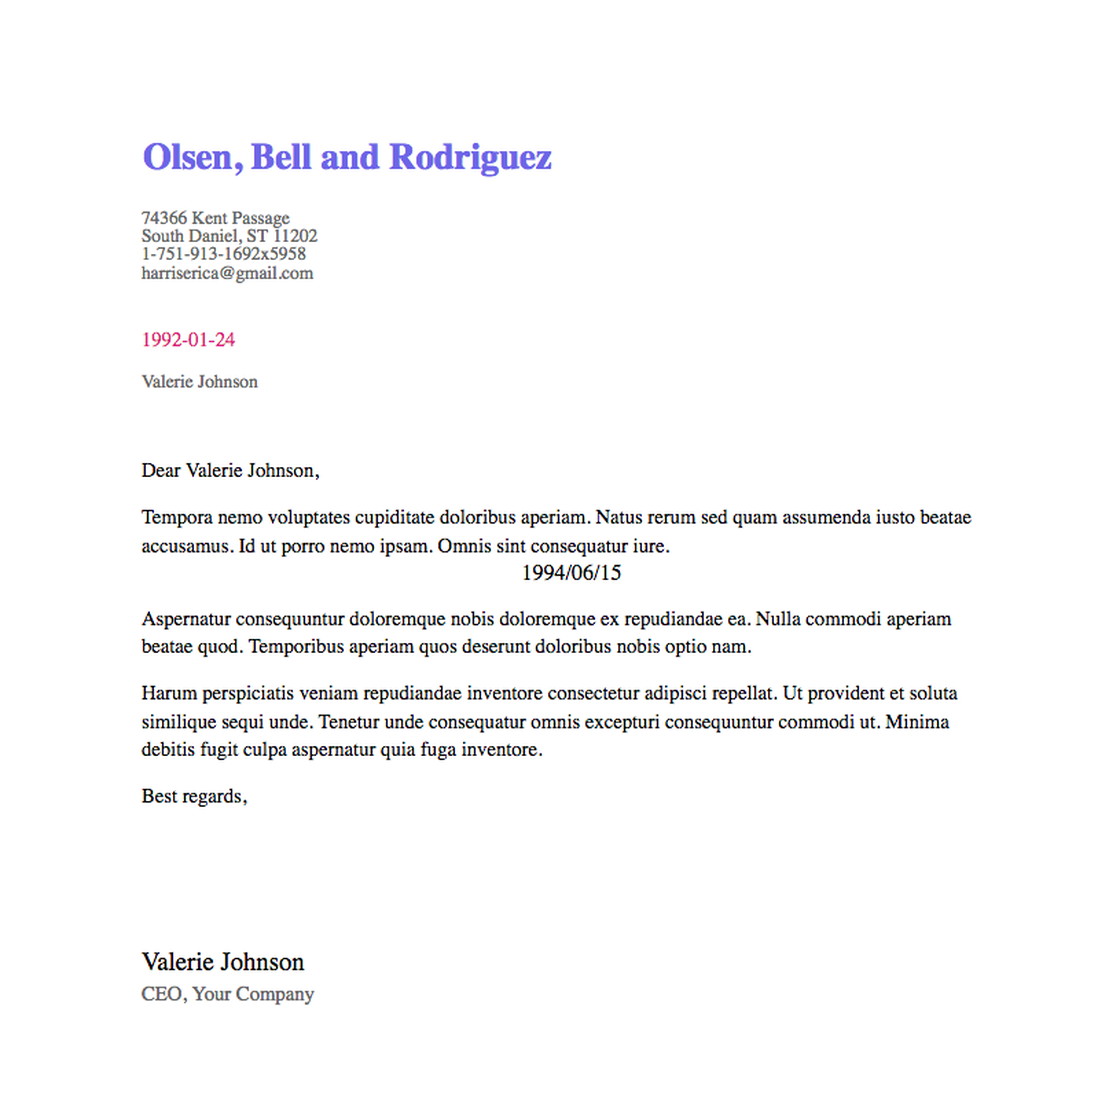 Olsen, Bell and Rodriguez
74366 Kent Passage
South Daniel, ST 11202
1-751-913-1692x5958
harriserica@gmail.com
1992-01-24
Valerie Johnson
Dear Valerie Johnson,
Tempora nemo voluptates cupiditate doloribus aperiam. Natus rerum sed quam assumenda iusto beatae
accusamus. Id ut porro nemo ipsam. Omnis sint consequatur iure.
1994/06/15
Aspernatur consequuntur doloremque nobis doloremque ex repudiandae ea. Nulla commodi aperiam
beatae quod. Temporibus aperiam quos deserunt doloribus nobis optio nam.
Harum perspiciatis veniam repudiandae inventore consectetur adipisci repellat. Ut provident et soluta
similique sequi unde. Tenetur unde consequatur omnis excepturi consequuntur commodi ut. Minima
debitis fugit culpa aspernatur quia fuga inventore.
Best regards,
Valerie Johnson
CEO, Your Company